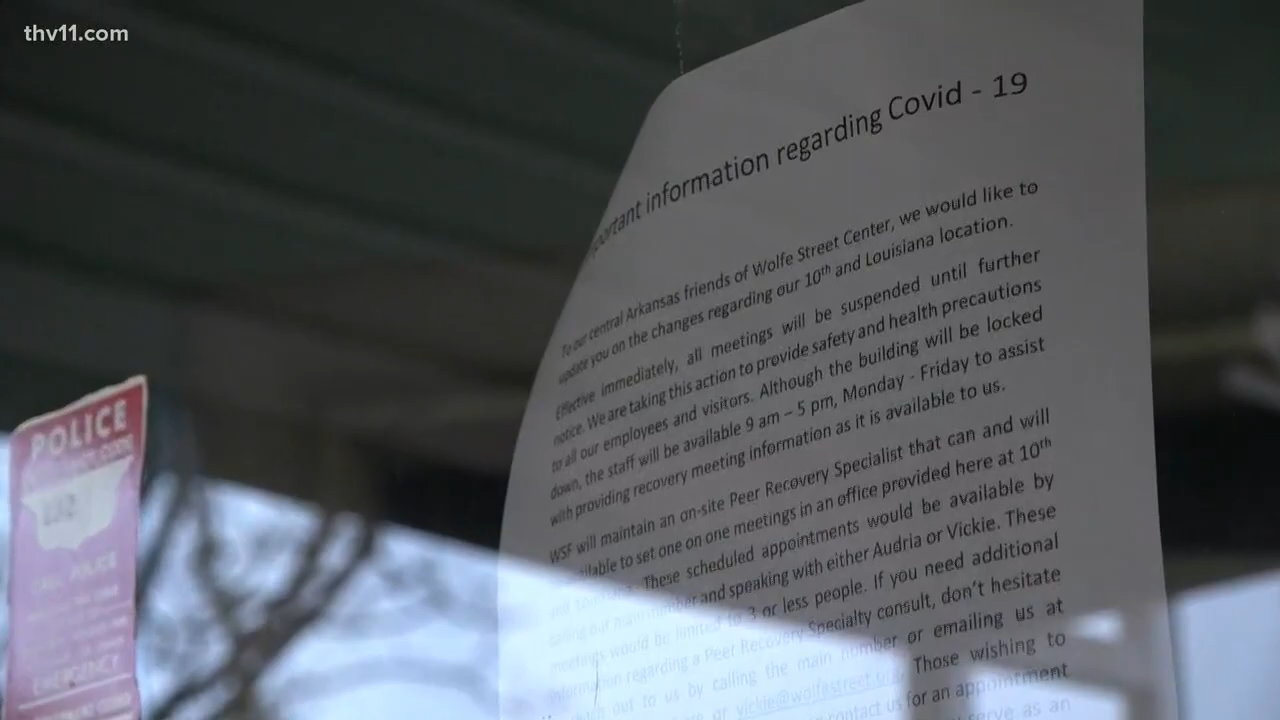 thv11.com
information regarding Covid - 19
To our central Arkansas friends of Wolfe Street Center, we would like to
update you on the changes regarding our 10th and Louisiana location.
Effective immediately, all meetings will be suspended until further
notice. We are taking this action to provide safety and health precautions
to all our employees and visitors. Although the building will be locked
down, the staff will be available 9 am – 5 pm, Monday - Friday to assist
with providing recovery meeting information as it is available to us.
WSF will maintain an on-site Peer Recovery Specialist that can and will
to set one on one meetings in an office provided here at 10th
These scheduled appointments would be available by
calling our main number and speaking with either Audria or Vickie. These
meetings would be limited to 3 or less people. If you need additional
information regarding a Peer Recovery Specialty consult, don't hesitate
out to us by calling the main number or emailing us at
or Those wishing to
contact us for an appointment
serve as an
POLICE
EMERGENCY